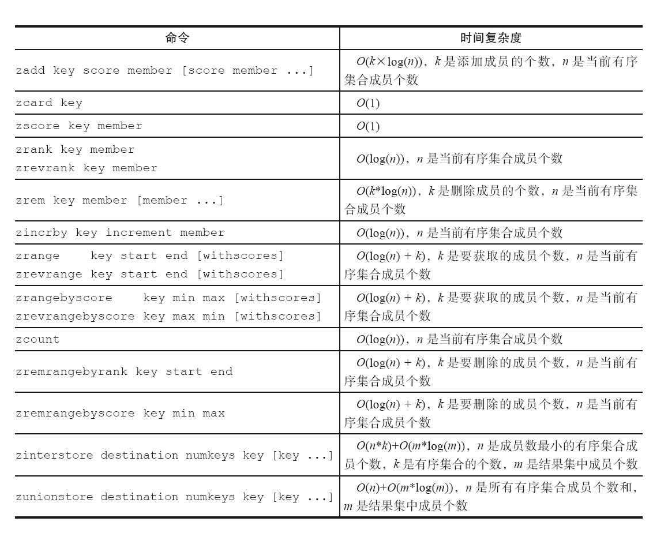 命令 时间复杂度
zadd key score member [score member ...] O(k×log(n)),k 是添加成员的个数,n 是当前有序
集合成员个数
zcard key O(1)
zscore key member O(1)
zrank key member
zrevrank key member
O(log(n)),n 是当前有序集合成员个数
zrem key member [member ...] O(k*log(n)),k 是删除成员的个数,n 是当前有序集
合成员个数
zincrby key increment member O(log(n)),n 是当前有序集合成员个数
zrange key start end [withscores] O(log(n) + k),k 是要获取的成员个数,n 是当前有
zrevrange key start end [withscores] 序集合成员个数
zrangebyscore key min max [withscores] O(log(n) + k),k 是要获取的成员个数,n 是当前有
zrevrangebyscore key max min [withscores] 序集合成员个数
zcount O(log(n)),n 是当前有序集合成员个数
zremrangebyrank key start end O(log(n) + k),k 是要删除的成员个数,n 是当前有
序集合成员个数
zremrangebyscore key min max O(log(n) + k),k 是要删除的成员个数,n 是当前有
序集合成员个数
zinterstore destination numkeys key [key ...] O(n*k)+O(m*log(m)),n 是成员数最小的有序集合成
员个数,k 是有序集合的个数,m 是结果集中成员个数
zunionstore destination numkeys key [key ...] O(n)+O(m*log(m)),n 是所有有序集合成员个数和,
m 是结果集中成员个数